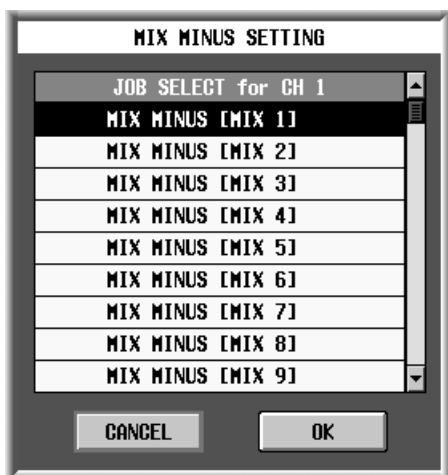 MIX MINUS SETTING
JOB SELECT for CH 1
MIX MINUS [MIX 1]
MIX MINUS [MIX 2]
MIX MINUS [MIX 3]
MIX MINUS [MIX 4]
MIX MINUS [MIX 5]
MIX MINUS [MIX 6]
MIX MINUS [MIX 7]
MIX MINUS [MIX 8]
MIX MINUS [MIX 9]
CANCEL OK